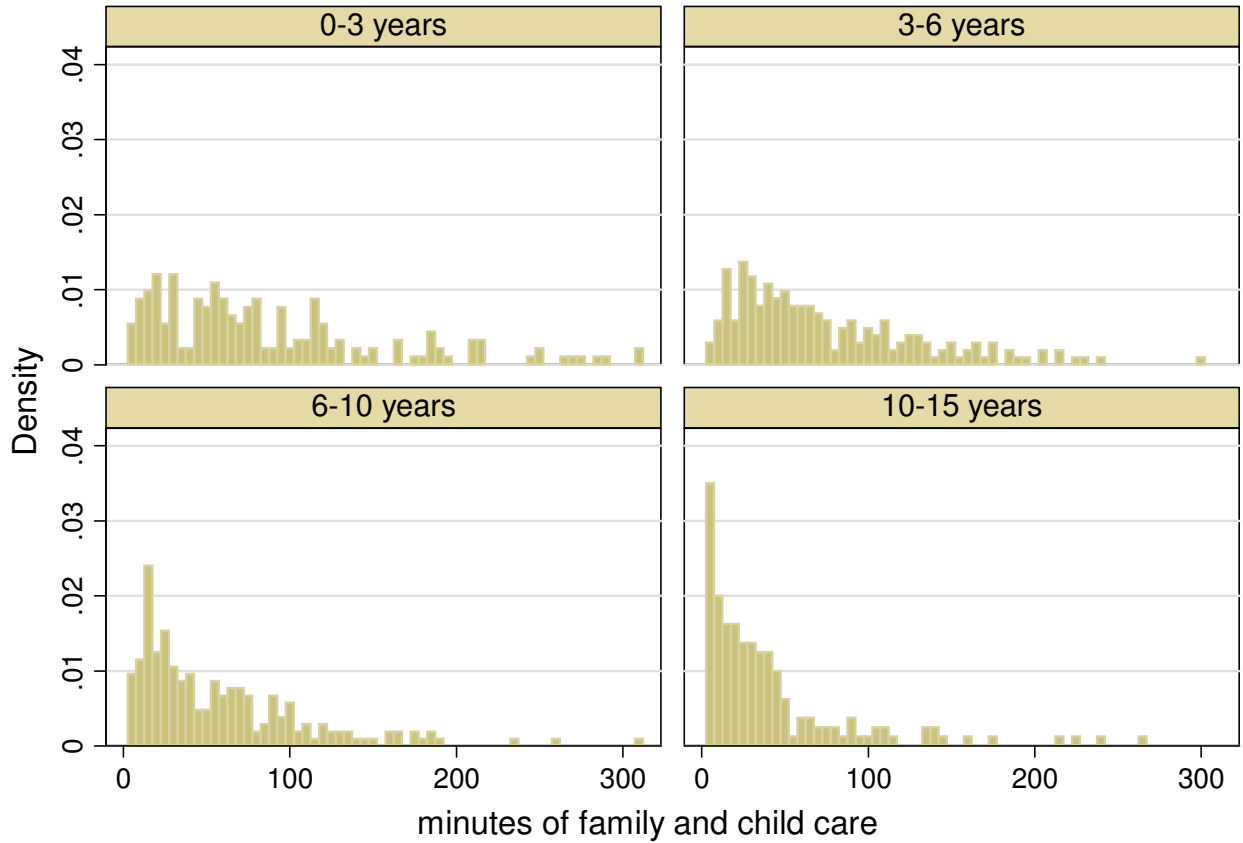 0-3 years
3-6 years
.04
.03
.02
.01
0
6-10 years
10-15 years
.04
.03
.02
.01
0
Density
0 100 200 300
0 100 200 300
minutes of family and child care